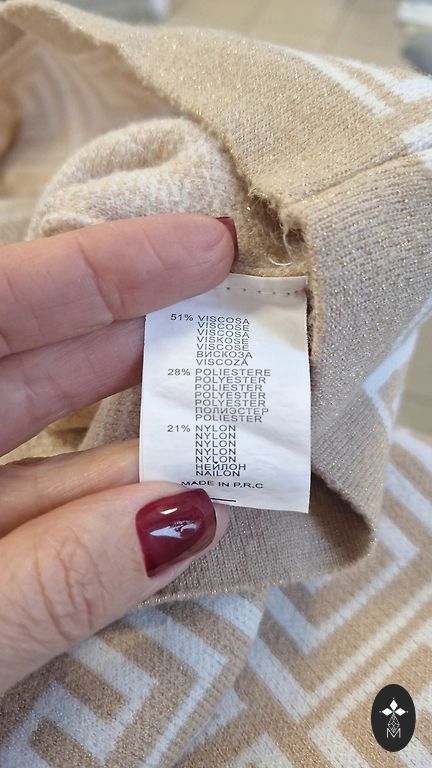 51% VISCOSA
VISCOSE
VISCOSA
VISKOSE
VISCOSE
ВИСКОЗА
VISCOZĂ
28% POLIESTERE
POLYESTER
POLYESTER
POLYESTER
POLYESTER
ПОЛИЭСТЕР
POLIESTER
21% NYLON
NYLON
NYLON
NYLON
NYLON
НЕЙЛОН
NAILON
MADE IN P.R.C
M